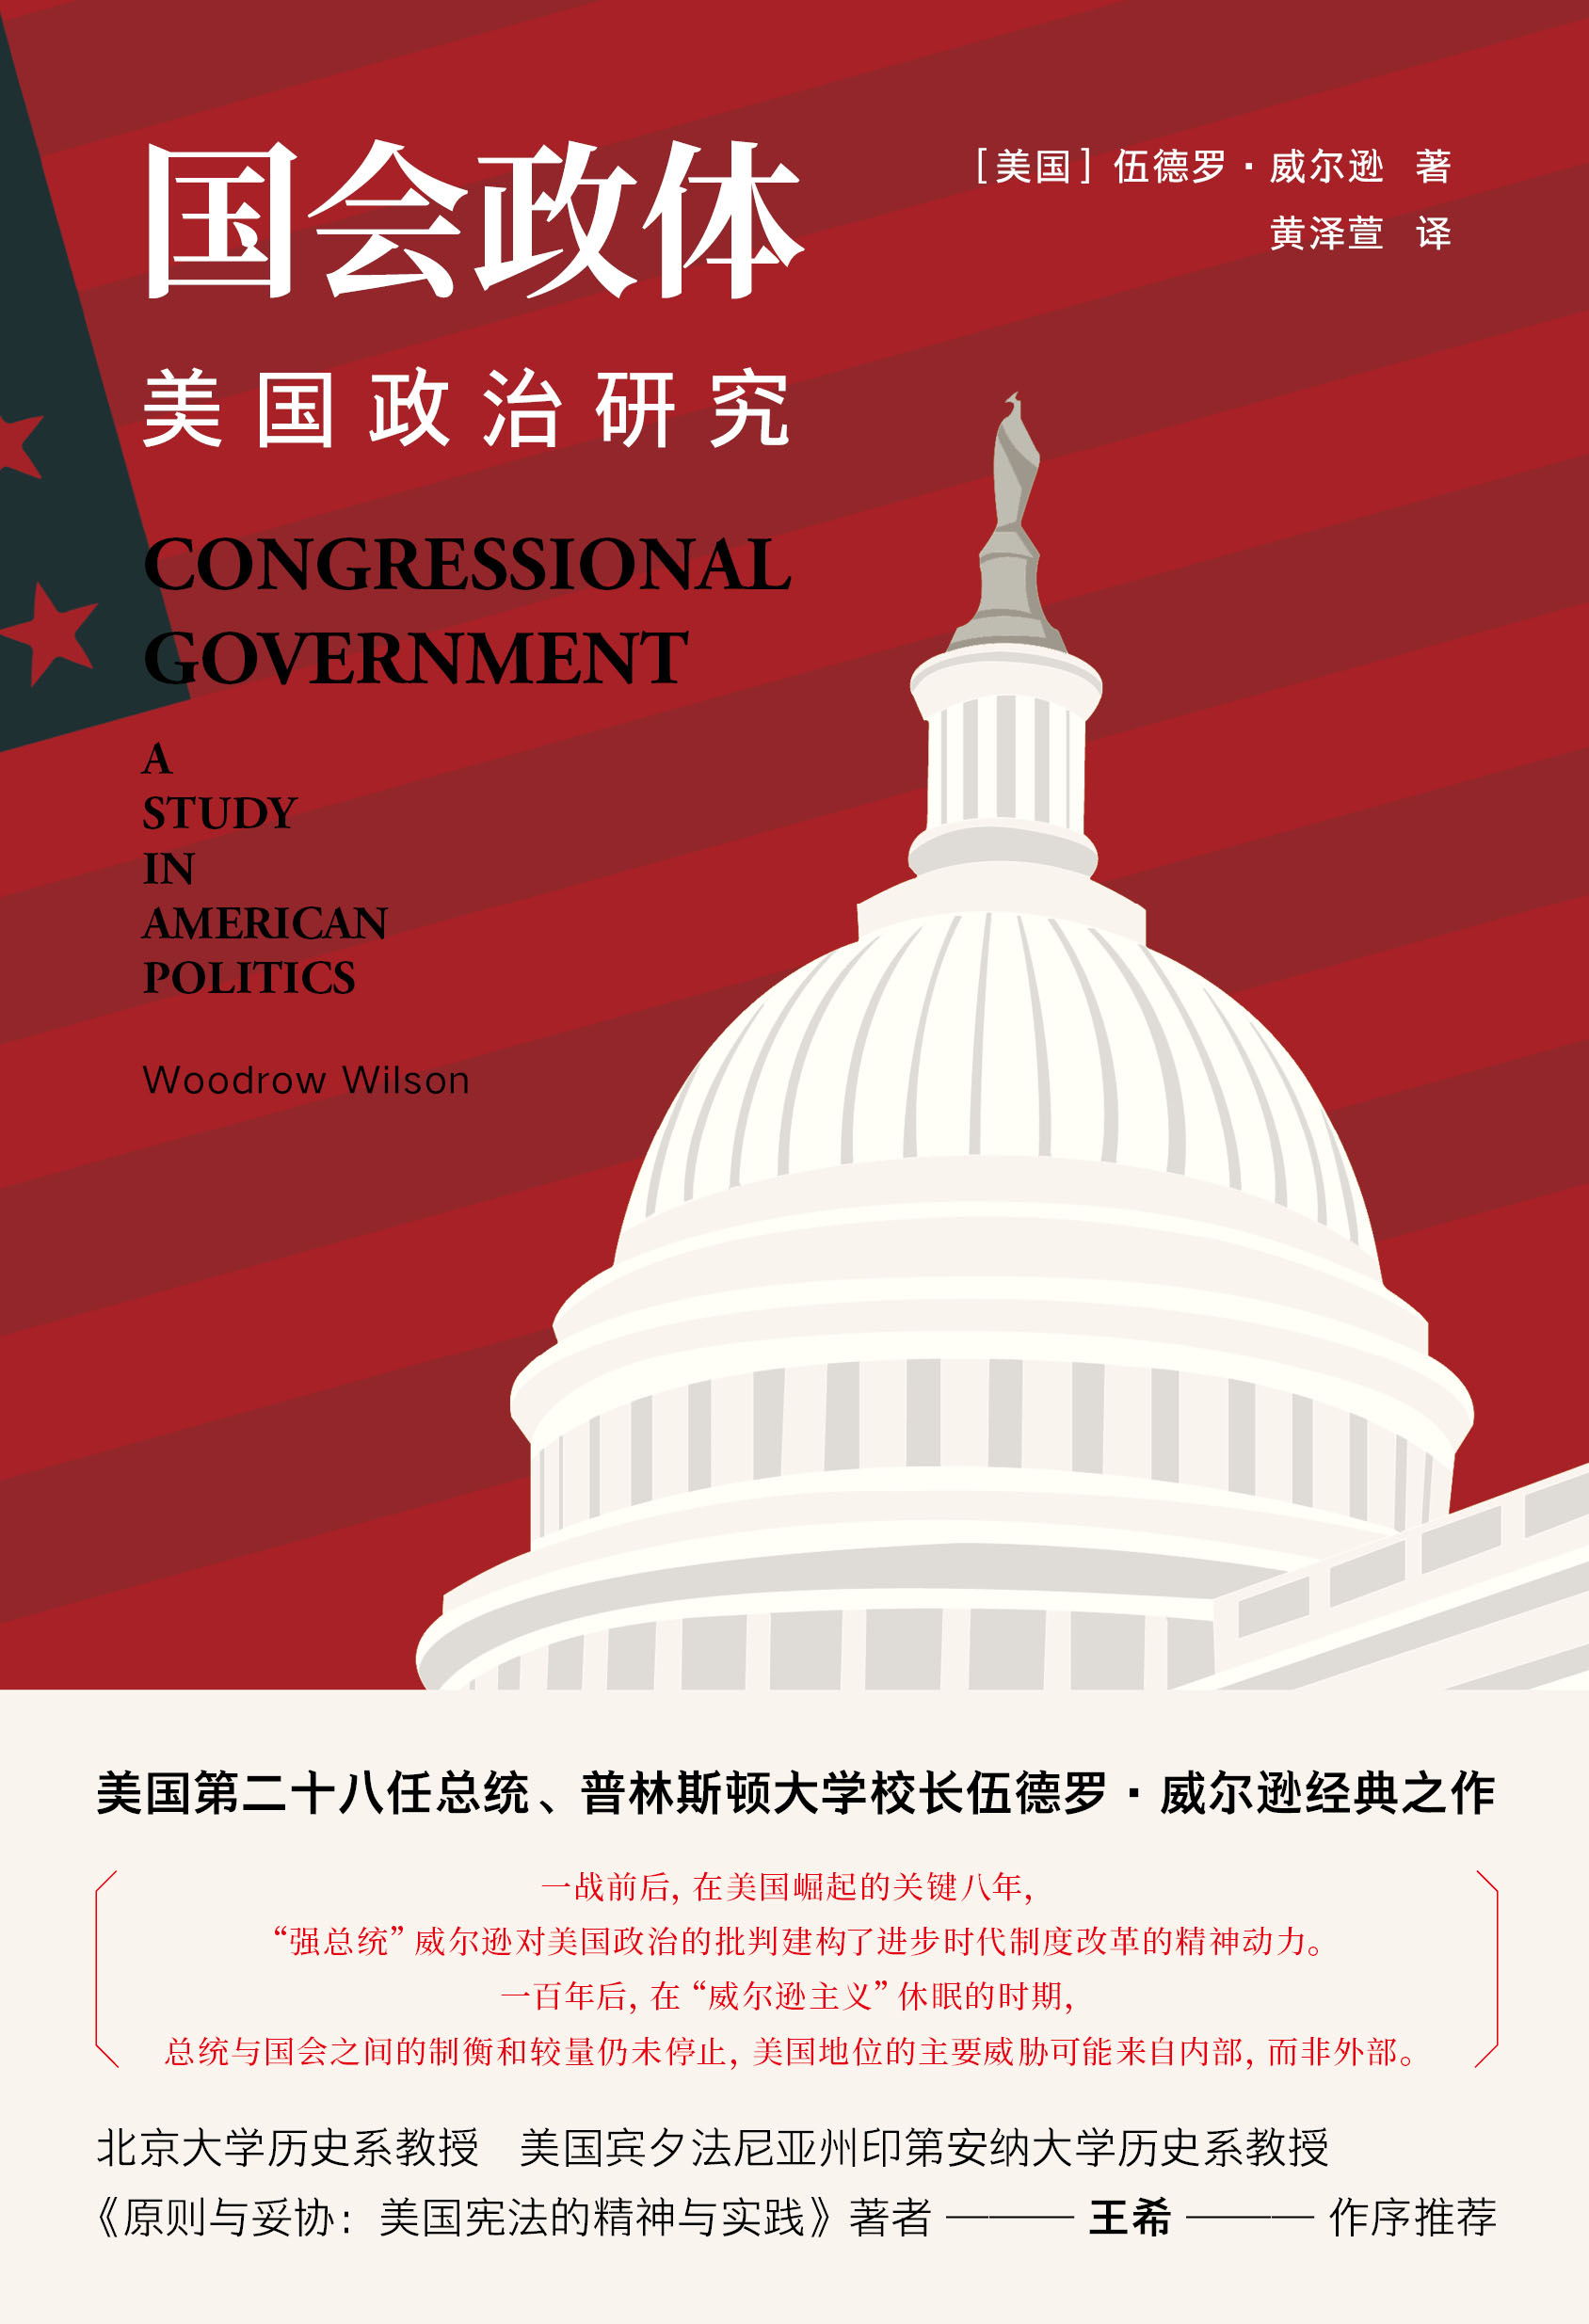 国会政体
［美国］伍德罗·威尔逊 著
黄泽萱 译
美国政治研究
CONGRESSIONAL
GOVERNMENT
A
STUDY
IN
AMERICAN
POLITICS
Woodrow Wilson
美国第二十八任总统、普林斯顿大学校长伍德罗·威尔逊经典之作
一战前后，在美国崛起的关键八年，
“强总统”威尔逊对美国政治的批判建构了进步时代制度改革的精神动力。
一百年后，在“威尔逊主义”休眠的时期，
总统与国会之间的制衡和较量仍未停止，美国地位的主要威胁可能来自内部，而非外部。
北京大学历史系教授 美国宾夕法尼亚州印第安纳大学历史系教授
《原则与妥协：美国宪法的精神与实践》著者 —— 王希 —— 作序推荐